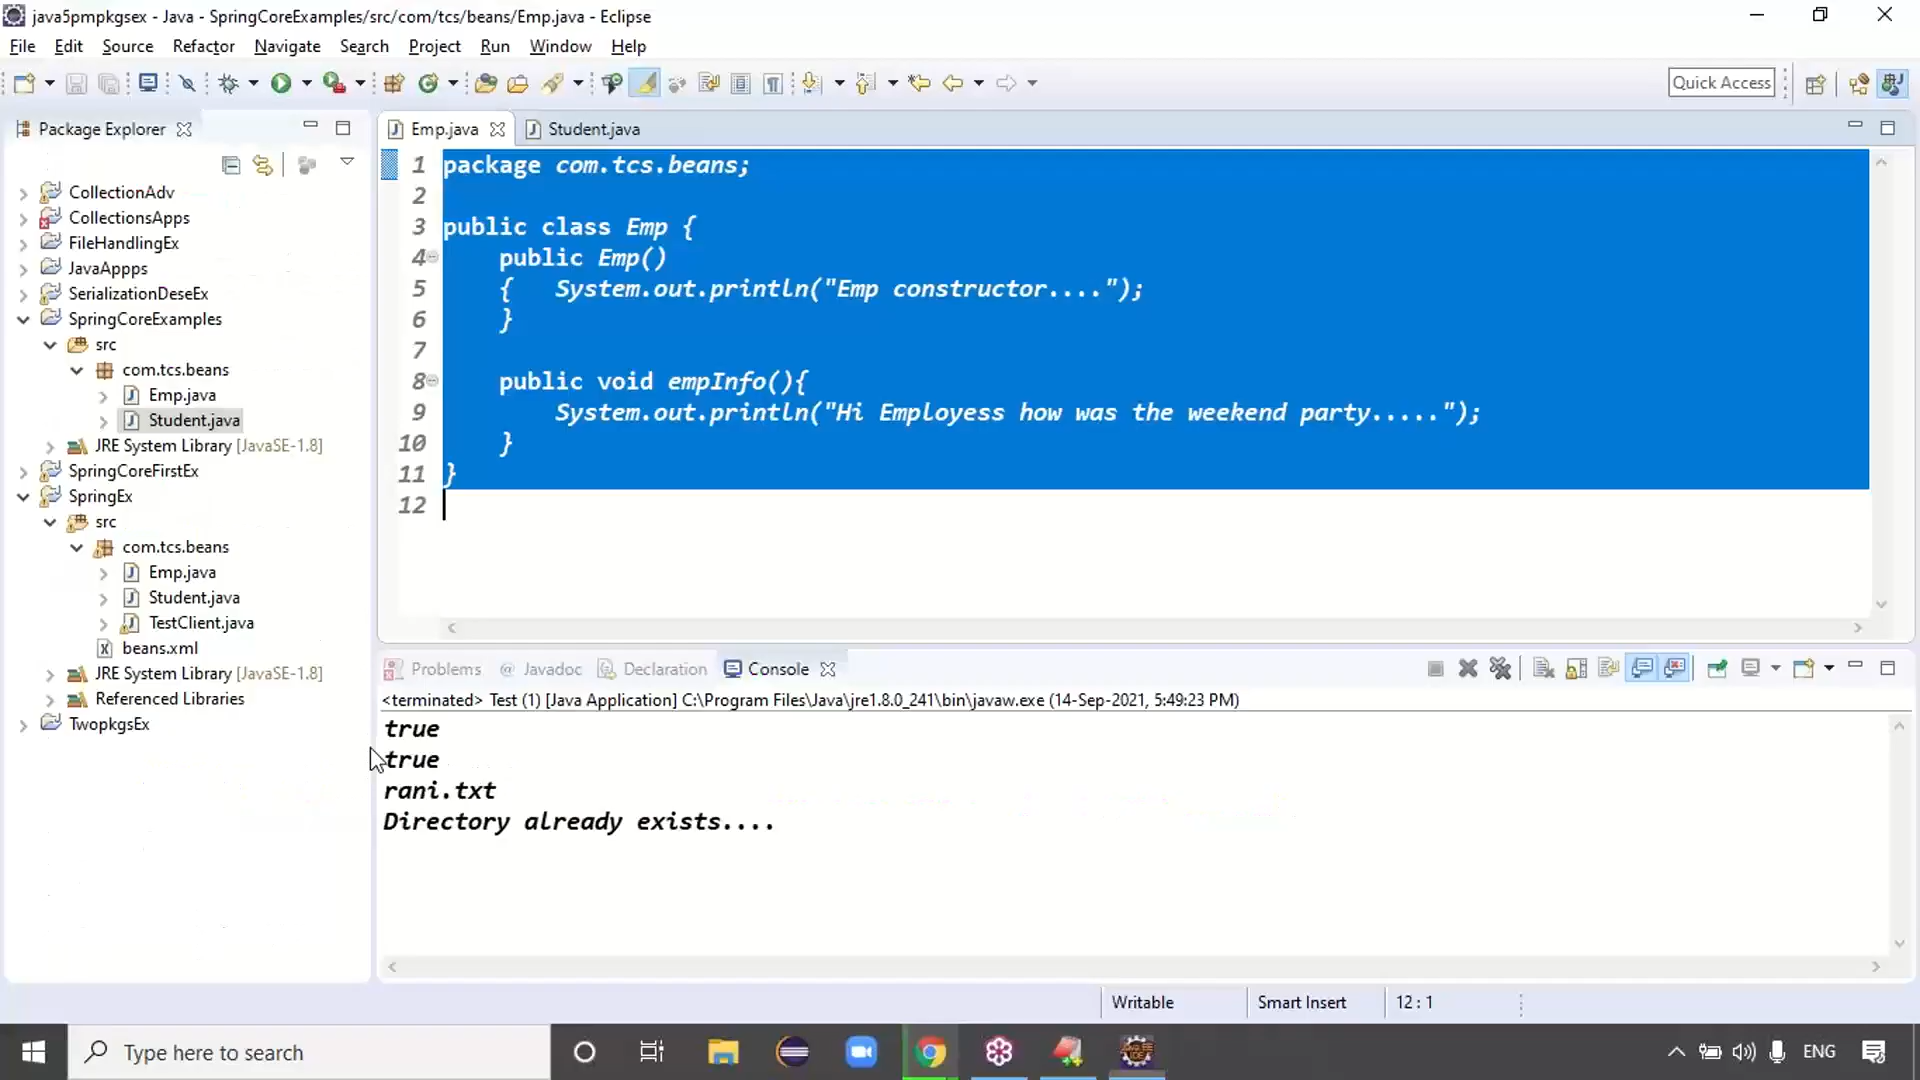 java5pmpkgsex - Java - SpringCoreExamples/src/com/tcs/beans/Emp.java - Eclipse
File Edit Source Refactor Navigate Search Project Run Window Help
Quick Access
Package Explorer
CollectionAdv
CollectionsApps
FileHandlingEx
JavaAppps
SerializationDeseEx
SpringCoreExamples
src
com.tcs.beans
Emp.java
Student.java
JRE System Library [JavaSE-1.8]
SpringCoreFirstEx
SpringEx
src
com.tcs.beans
Emp.java
Student.java
TestClient.java
beans.xml
JRE System Library [JavaSE-1.8]
Referenced Libraries
TwopkgsEx
Emp.java Student.java
1 package com.tcs.beans;
2
3 public class Emp {
4 public Emp()
5 { System.out.println("Emp constructor....");
6 }
7
8 public void empInfo(){
9 System.out.println("Hi Employess how was the weekend party.....");
10 }
11 }
12
Problems @ Javadoc Declaration Console
<terminated> Test (1) [Java Application] C:\Program Files\Java\jre1.8.0_241\bin\javaw.exe (14-Sep-2021, 5:49:23 PM)
true
true
rani.txt
Directory already exists....
Writable Smart Insert 12 : 1
Type here to search
ENG